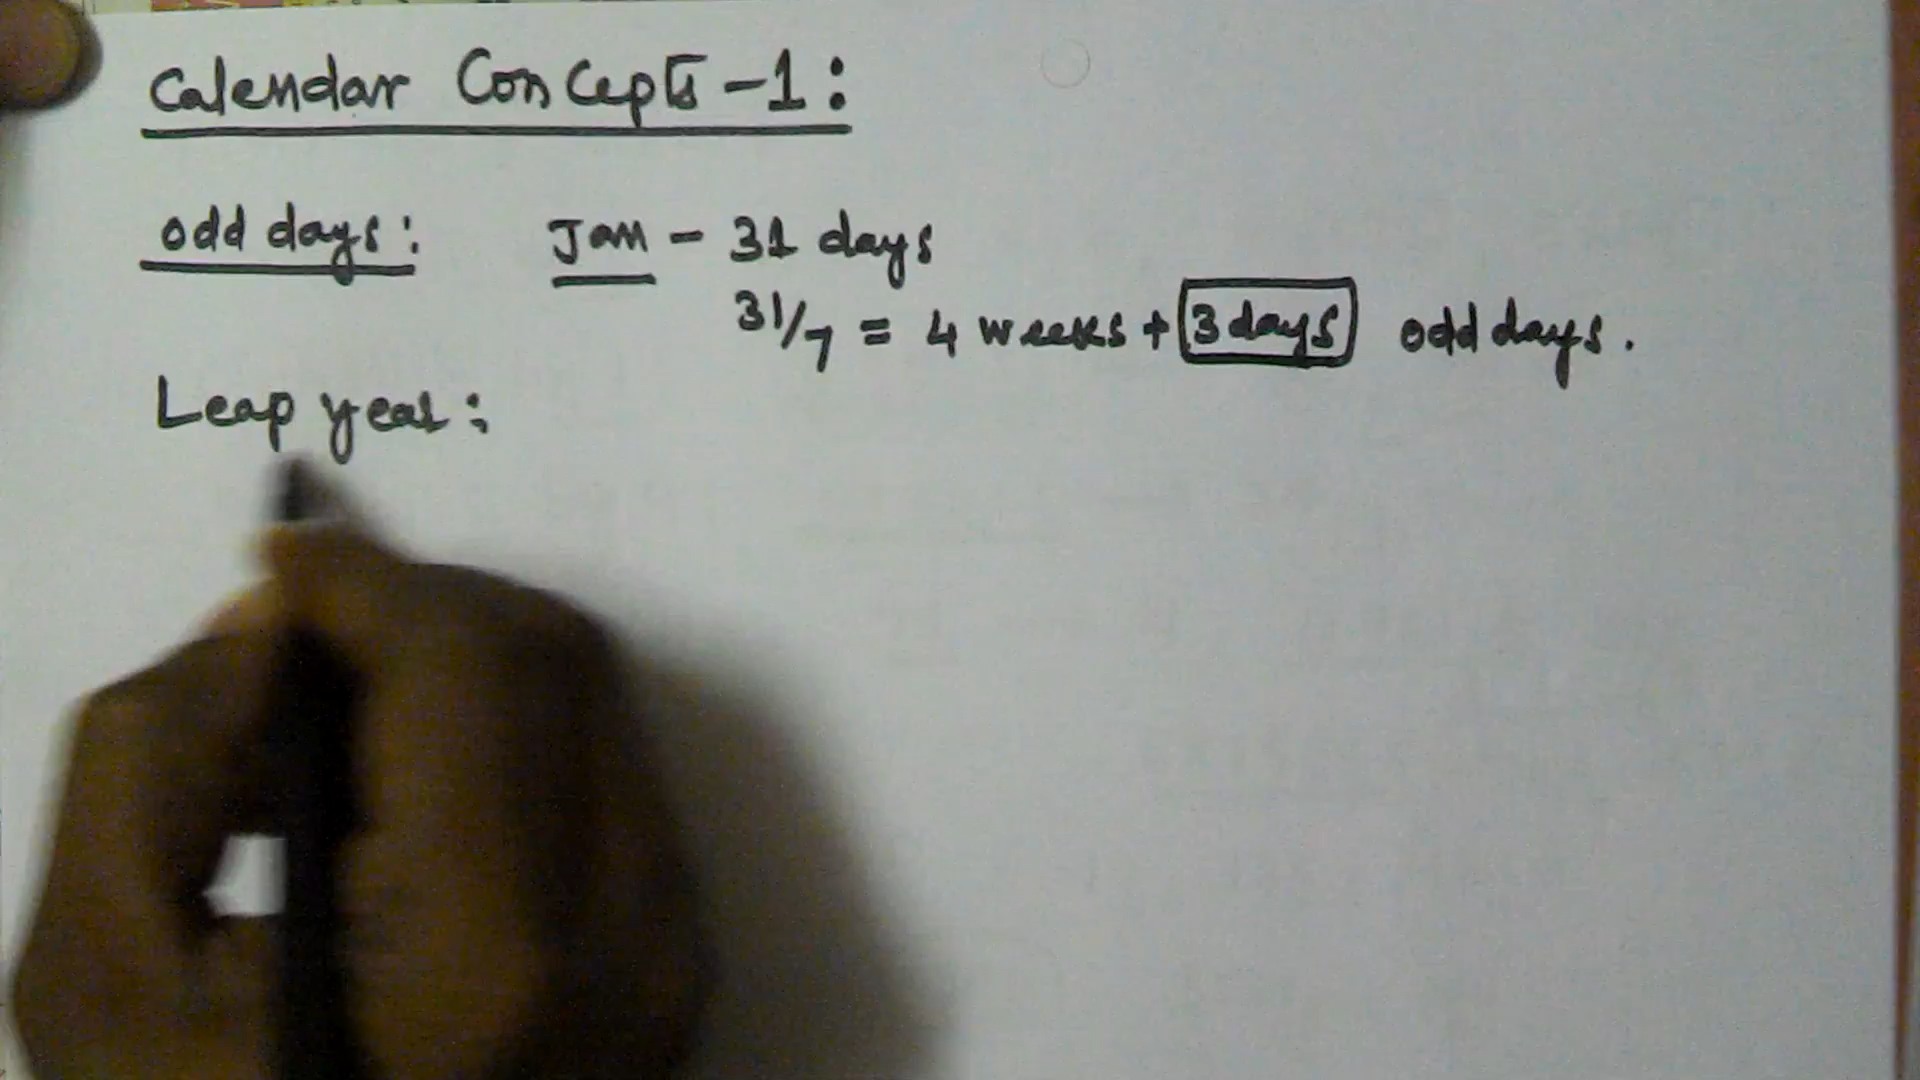 Calendar Concepts -1:
odd days: Jan - 31 days
31/7 = 4 weeks + 3 days odd days.
Leap year: